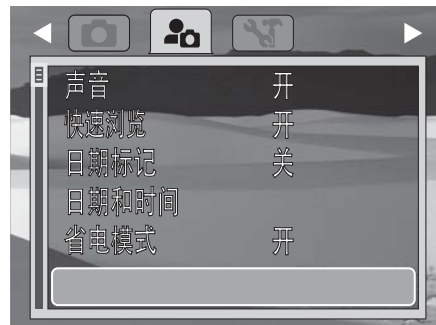 声音 开
快速浏览 开
日期标记 关
日期和时间
省电模式 开